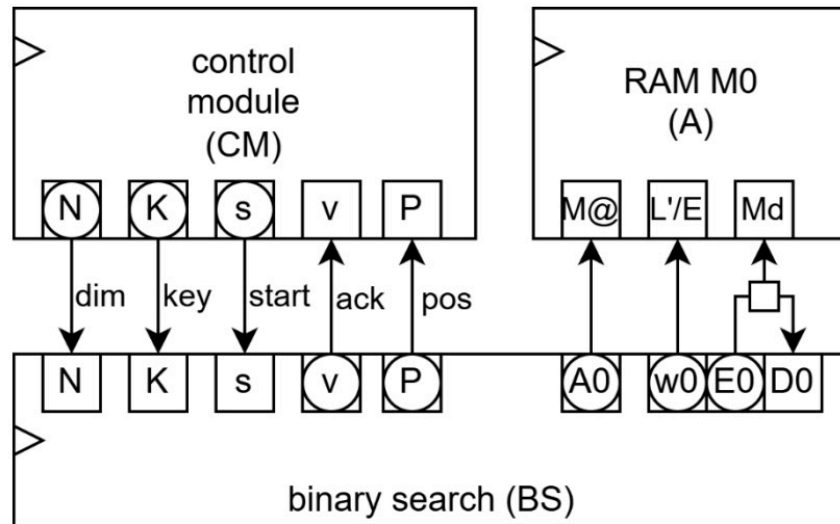 control
module
(CM)
RAM M0
(A)
N K s v P
M@ L'/E Md
dim key start ack pos
N K s v P A0 w0 E0 D0
binary search (BS)